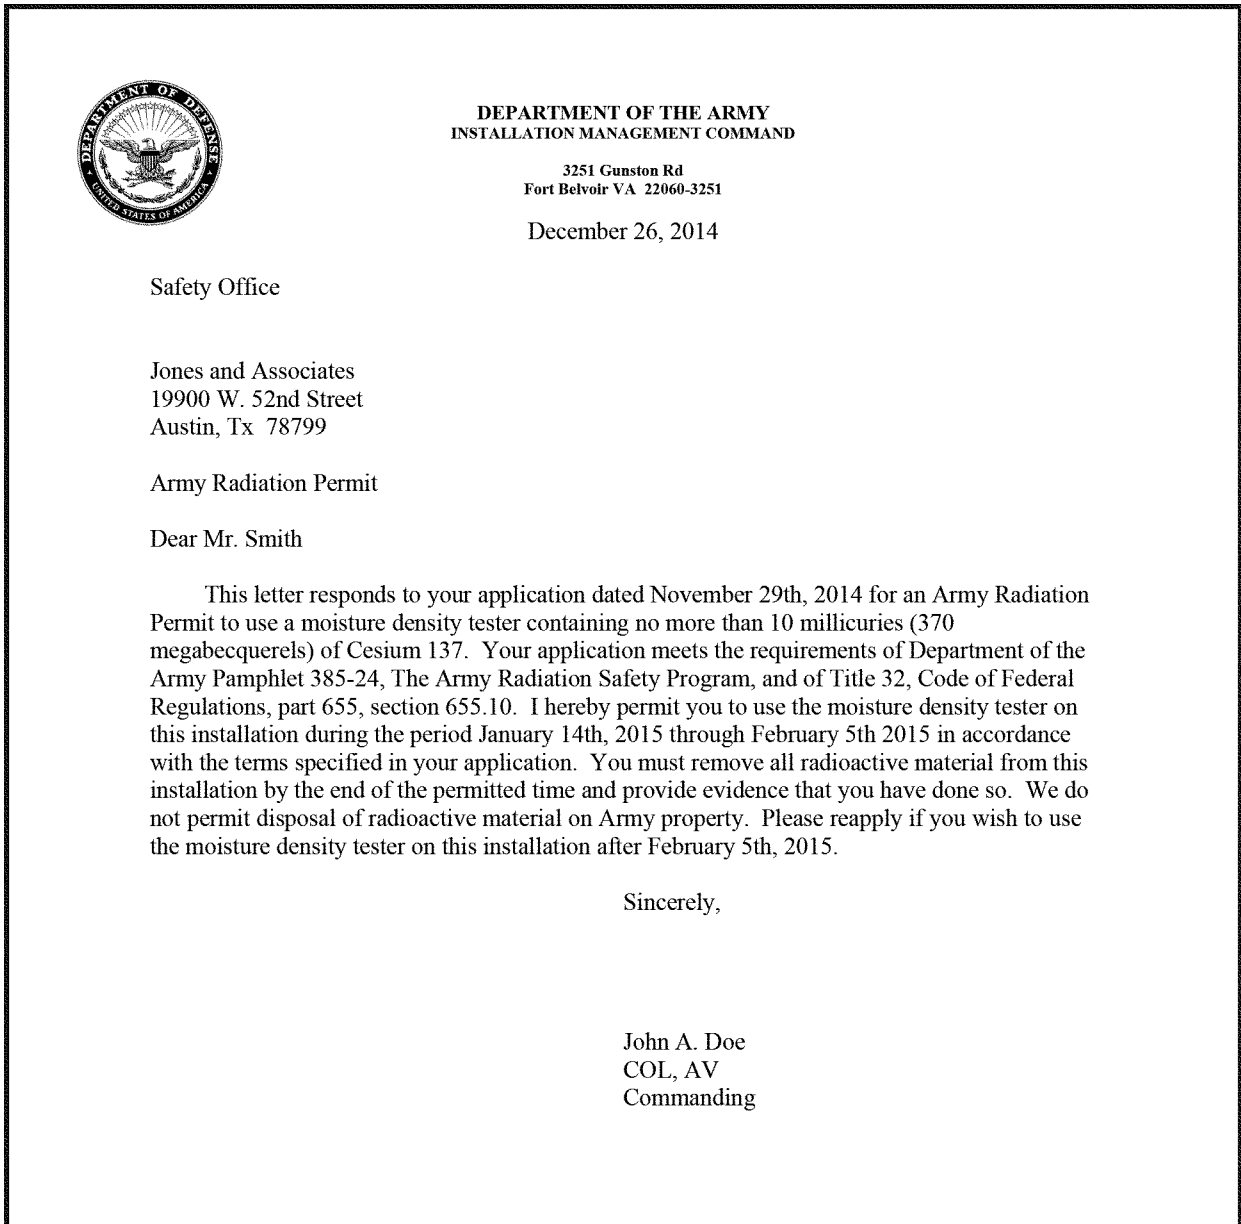 DEPARTMENT OF DEFENSE
UNITED STATES OF AMERICA
DEPARTMENT OF THE ARMY
INSTALLATION MANAGEMENT COMMAND
3251 Gunston Rd
Fort Belvoir VA  22060-3251
December 26, 2014
Safety Office
Jones and Associates
19900 W. 52nd Street
Austin, Tx  78799
Army Radiation Permit
Dear Mr. Smith
This letter responds to your application dated November 29th, 2014 for an Army Radiation
Permit to use a moisture density tester containing no more than 10 millicuries (370
megabecquerels) of Cesium 137.  Your application meets the requirements of Department of the
Army Pamphlet 385-24, The Army Radiation Safety Program, and of Title 32, Code of Federal
Regulations, part 655, section 655.10.  I hereby permit you to use the moisture density tester on
this installation during the period January 14th, 2015 through February 5th 2015 in accordance
with the terms specified in your application.  You must remove all radioactive material from this
installation by the end of the permitted time and provide evidence that you have done so.  We do
not permit disposal of radioactive material on Army property.  Please reapply if you wish to use
the moisture density tester on this installation after February 5th, 2015.
Sincerely,
John A. Doe
COL, AV
Commanding